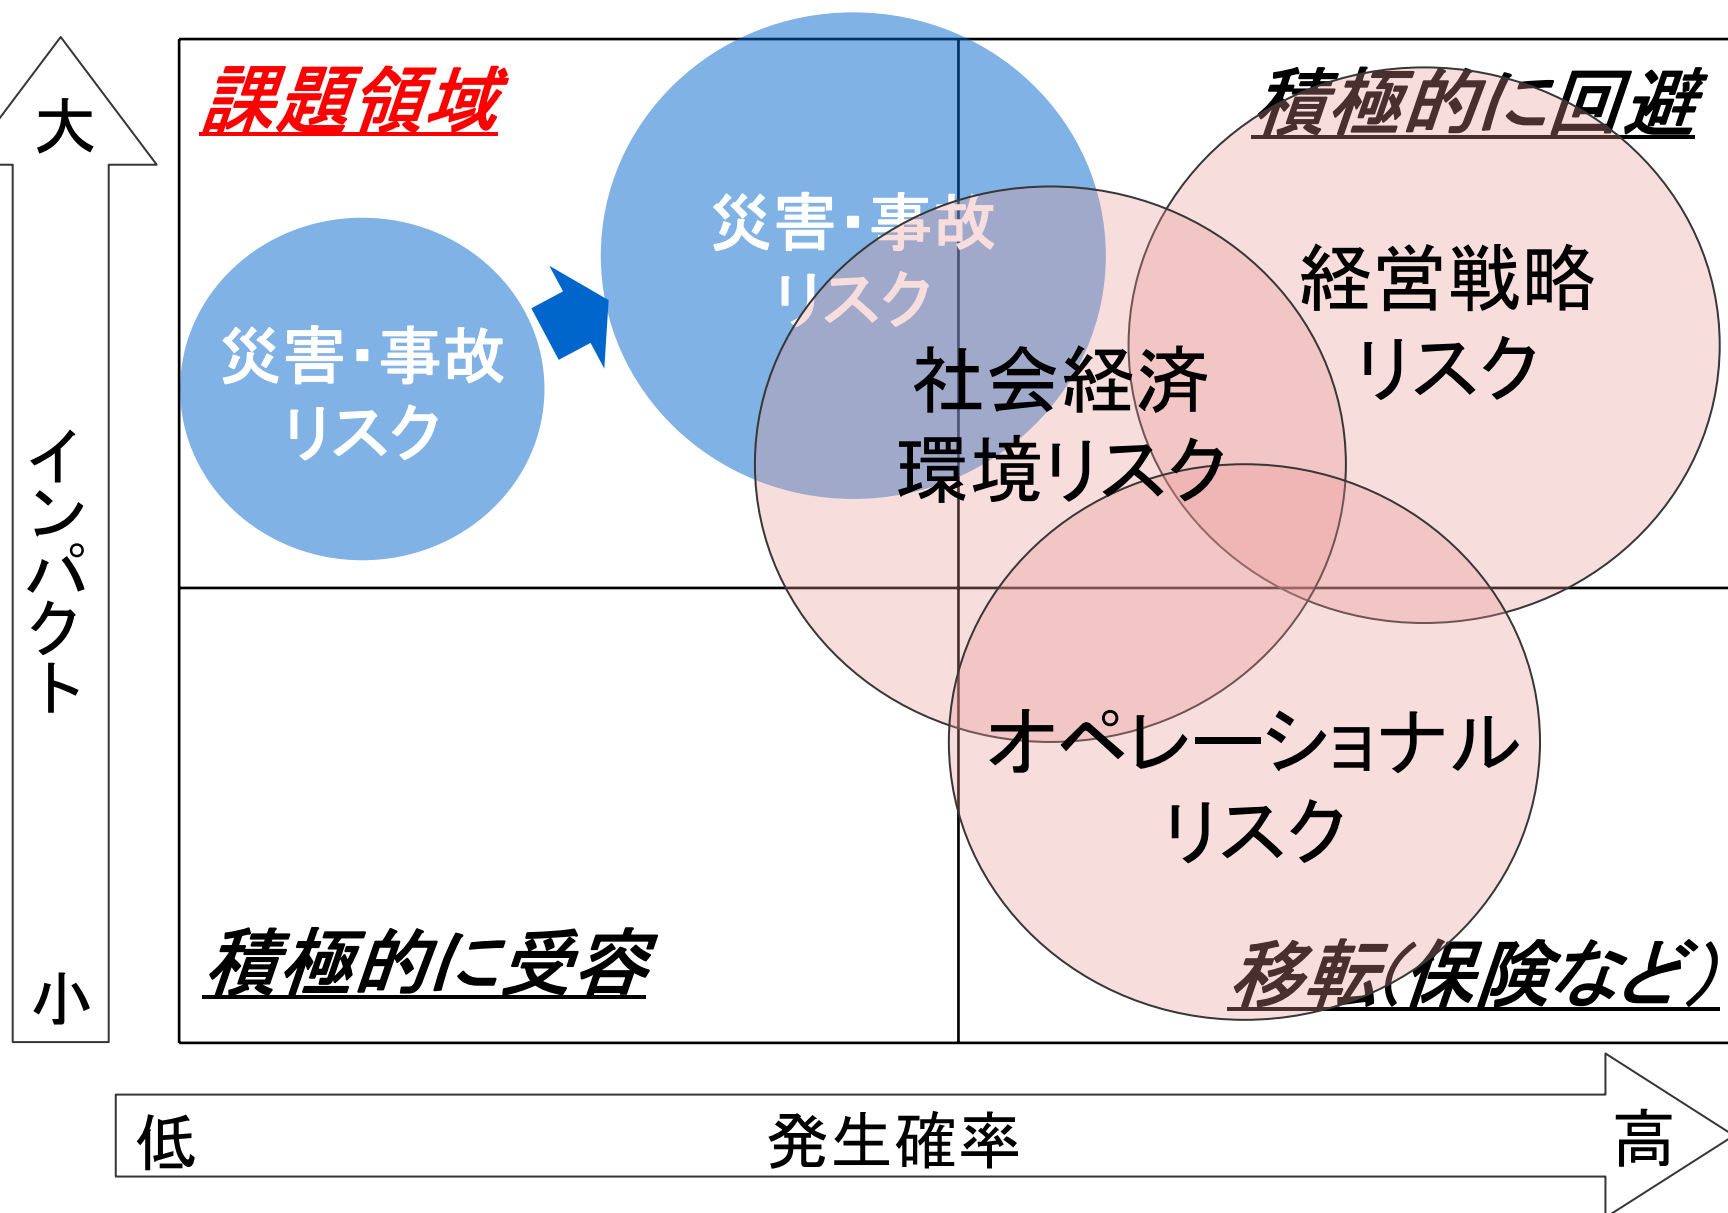 大
インパクト
小
課題領域
積極的に回避
災害・事故
リスク
災害・事故
リスク
経営戦略
リスク
社会経済
環境リスク
オペレーショナル
リスク
積極的に受容
移転(保険など)
低
発生確率
高